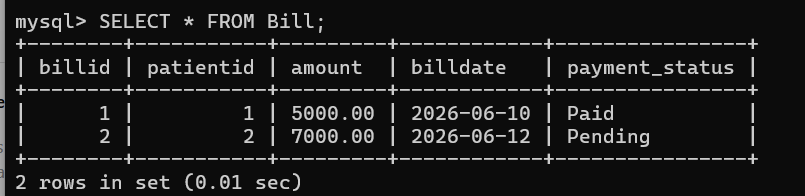 mysql> SELECT * FROM Bill;
+--------+-----------+---------+------------+----------------+
| billid | patientid | amount  | billdate   | payment_status |
+--------+-----------+---------+------------+----------------+
|      1 |         1 | 5000.00 | 2026-06-10 | Paid           |
|      2 |         2 | 7000.00 | 2026-06-12 | Pending        |
+--------+-----------+---------+------------+----------------+
2 rows in set (0.01 sec)